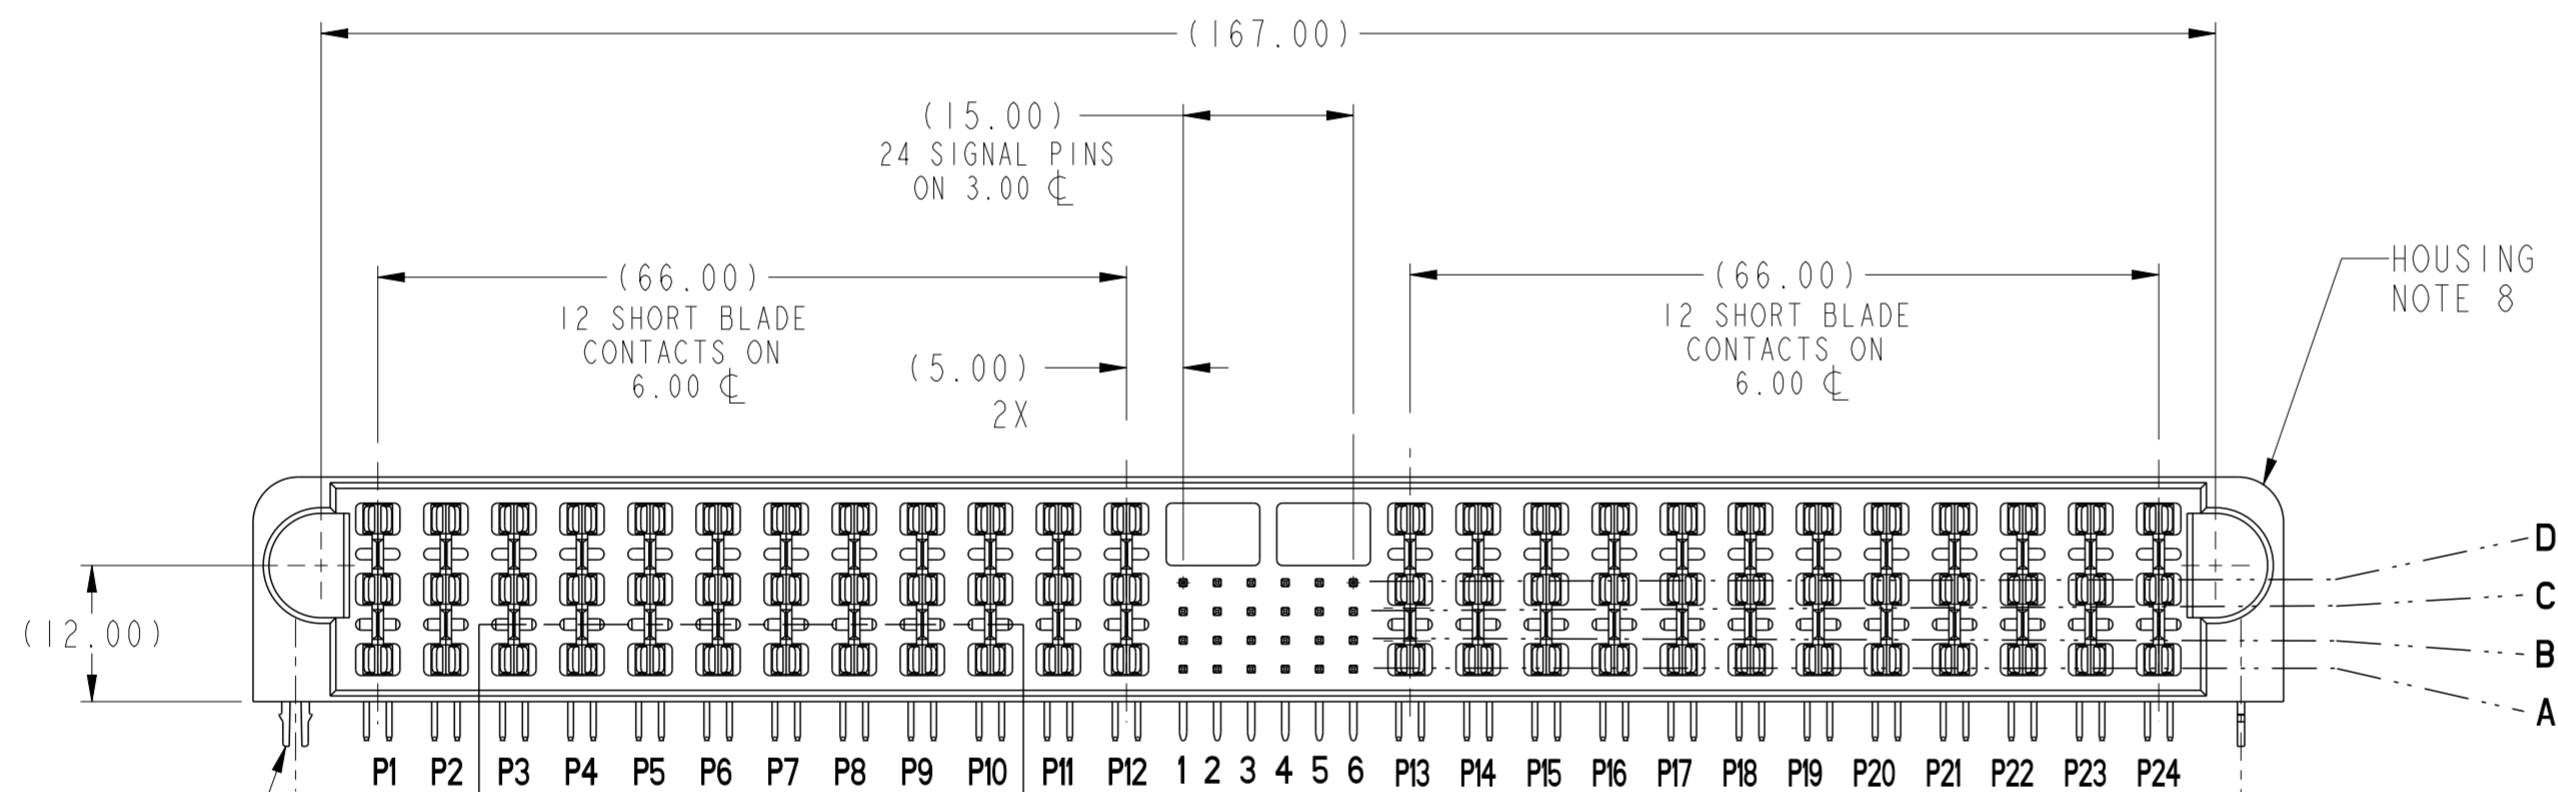 (167.00)
(15.00)
24 SIGNAL PINS
ON 3.00 ℄
(66.00)
12 SHORT BLADE
CONTACTS ON
6.00 ℄
(5.00)
2X
(66.00)
12 SHORT BLADE
CONTACTS ON
6.00 ℄
HOUSING
NOTE 8
(12.00)
D
C
B
A
P1 P2 P3 P4 P5 P6 P7 P8 P9 P10 P11 P12 1 2 3 4 5 6 P13 P14 P15 P16 P17 P18 P19 P20 P21 P22 P23 P24